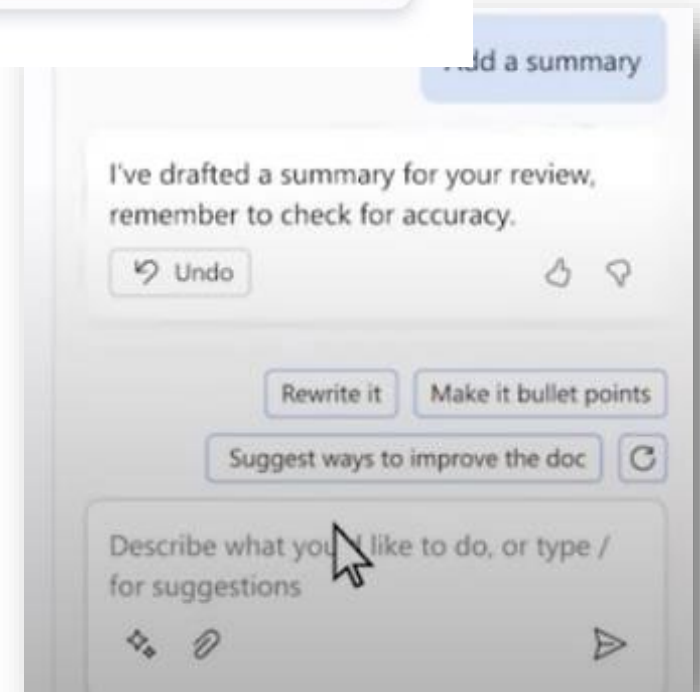 dd a summary
I've drafted a summary for your review,
remember to check for accuracy.
Undo
Rewrite it
Make it bullet points
Suggest ways to improve the doc
Describe what you like to do, or type /
for suggestions